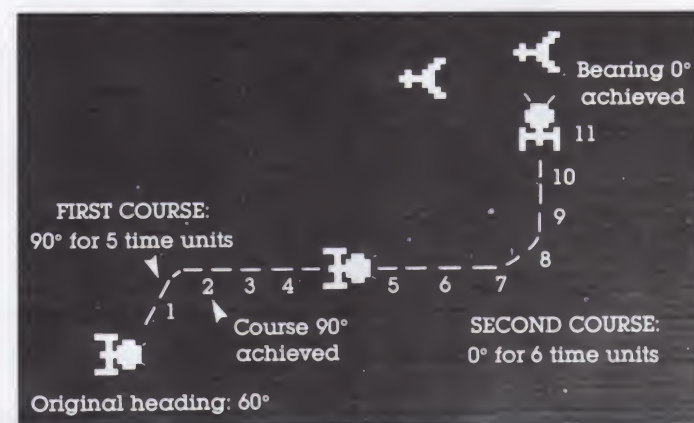 Bearing 0°
achieved
11
10
9
8
FIRST COURSE:
90° for 5 time units
1
2
3
4
5
6
7
Course 90°
achieved
SECOND COURSE:
0° for 6 time units
Original heading: 60°